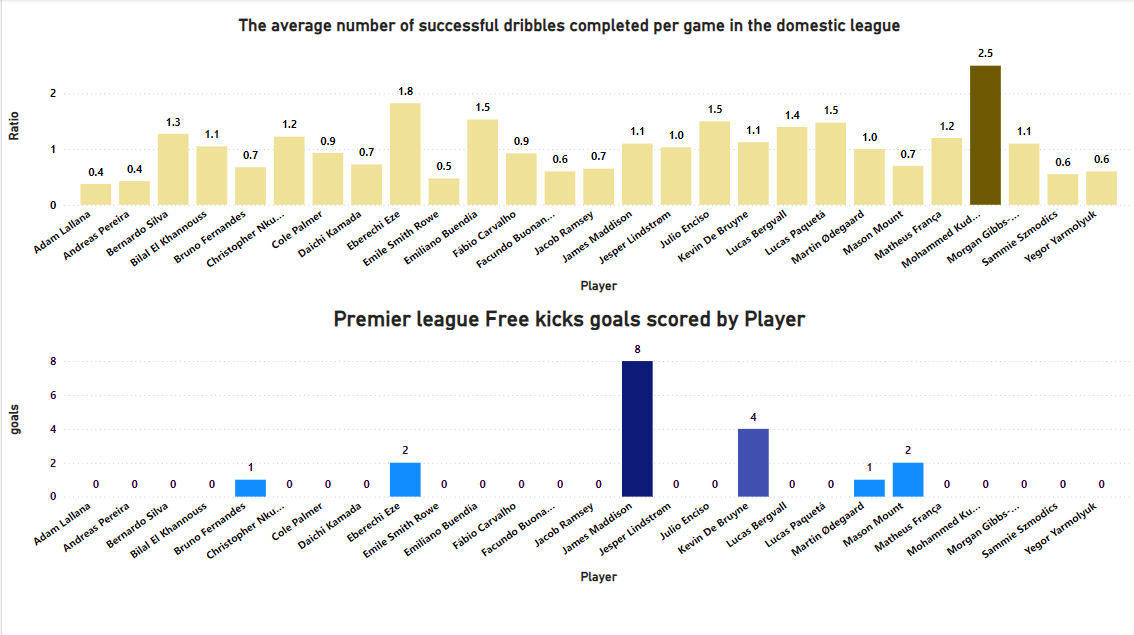 The average number of successful dribbles completed per game in the domestic league
2.5
2
1.8
1.5
1.5
1.5
1.4
1.3
1.2
1.2
1.1
1.1
1.1
1.1
1.0
1.0
0.9
0.9
0.7
0.7
0.7
0.7
0.6
0.6
0.6
0.5
0.4
0.4
1
0
Ratio
Adam Lallana
Andreas Pereira
Bernardo Silva
Bilal El Khannouss
Bruno Fernandes
Christopher Nku...
Cole Palmer
Daichi Kamada
Eberechi Eze
Emile Smith Rowe
Emiliano Buendía
Fábio Carvalho
Facundo Buonan...
Jacob Ramsey
James Maddison
Jesper Lindstrøm
Julio Enciso
Kevin De Bruyne
Lucas Bergvall
Lucas Paquetá
Martin Ødegaard
Mason Mount
Matheus França
Mohammed Kud...
Morgan Gibbs-...
Sammie Szmodics
Yegor Yarmolyuk
Player
Premier league Free kicks goals scored by Player
8
6
4
2
0
goals
0
0
0
0
1
0
0
0
2
0
0
0
0
0
8
0
0
4
0
0
1
2
0
0
0
0
0
Adam Lallana
Andreas Pereira
Bernardo Silva
Bilal El Khannouss
Bruno Fernandes
Christopher Nku...
Cole Palmer
Daichi Kamada
Eberechi Eze
Emile Smith Rowe
Emiliano Buendía
Fábio Carvalho
Facundo Buona...
Jacob Ramsey
James Maddison
Jesper Lindstrøm
Julio Enciso
Kevin De Bruyne
Lucas Bergvall
Lucas Paquetá
Martin Ødegaard
Mason Mount
Matheus França
Mohammed Ku...
Morgan Gibbs-...
Sammie Szmodics
Yegor Yarmolyuk
Player